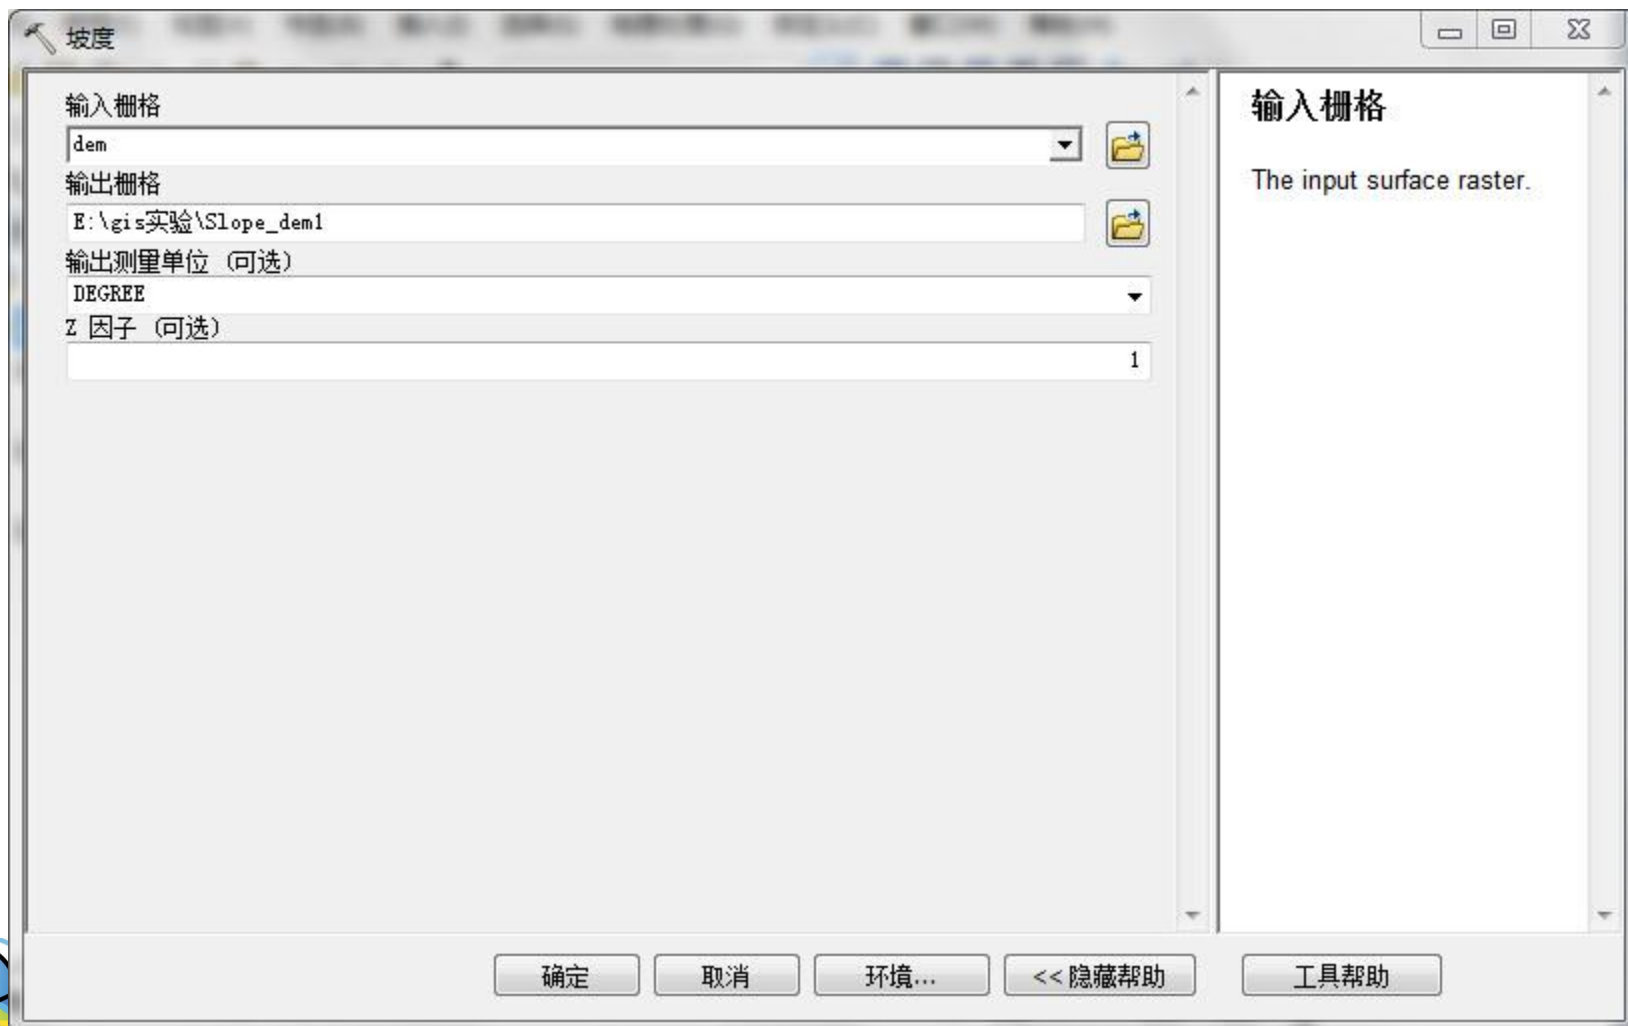 坡度
输入栅格
dem
输出栅格
E:\gis实验\Slope_dem1
输出测量单位 (可选)
DEGREE
Z 因子 (可选)
1
输入栅格
The input surface raster.
确定
取消
环境...
<< 隐藏帮助
工具帮助